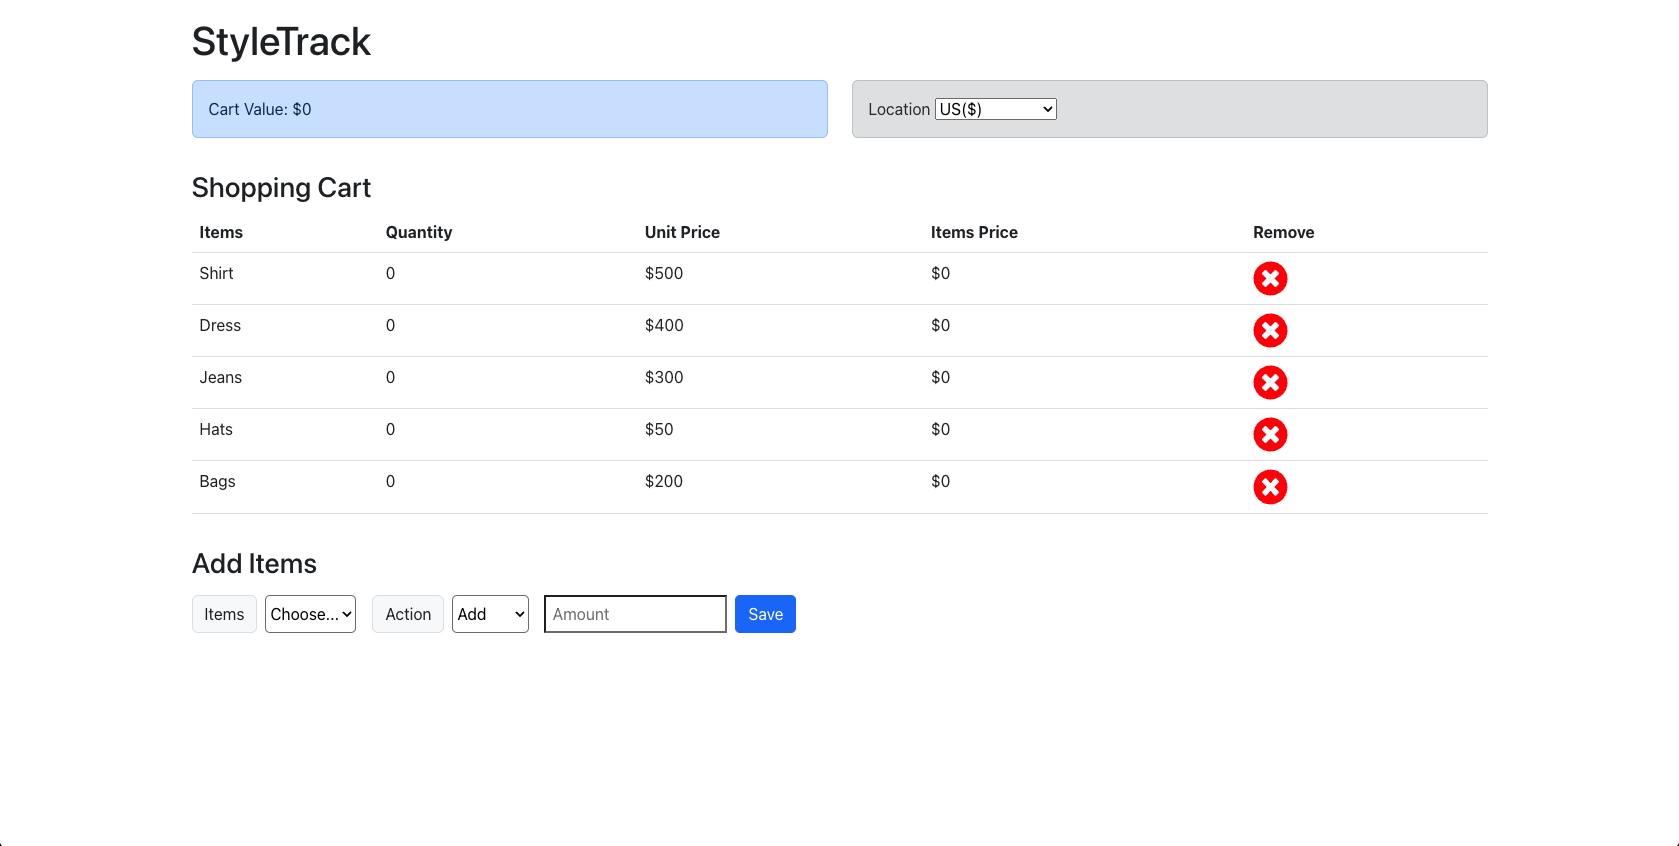 StyleTrack
Cart Value: $0
Location US($)
Shopping Cart
Items Quantity Unit Price Items Price Remove
Shirt 0 $500 $0
Dress 0 $400 $0
Jeans 0 $300 $0
Hats 0 $50 $0
Bags 0 $200 $0
Add Items
Items Choose... Action Add Amount Save